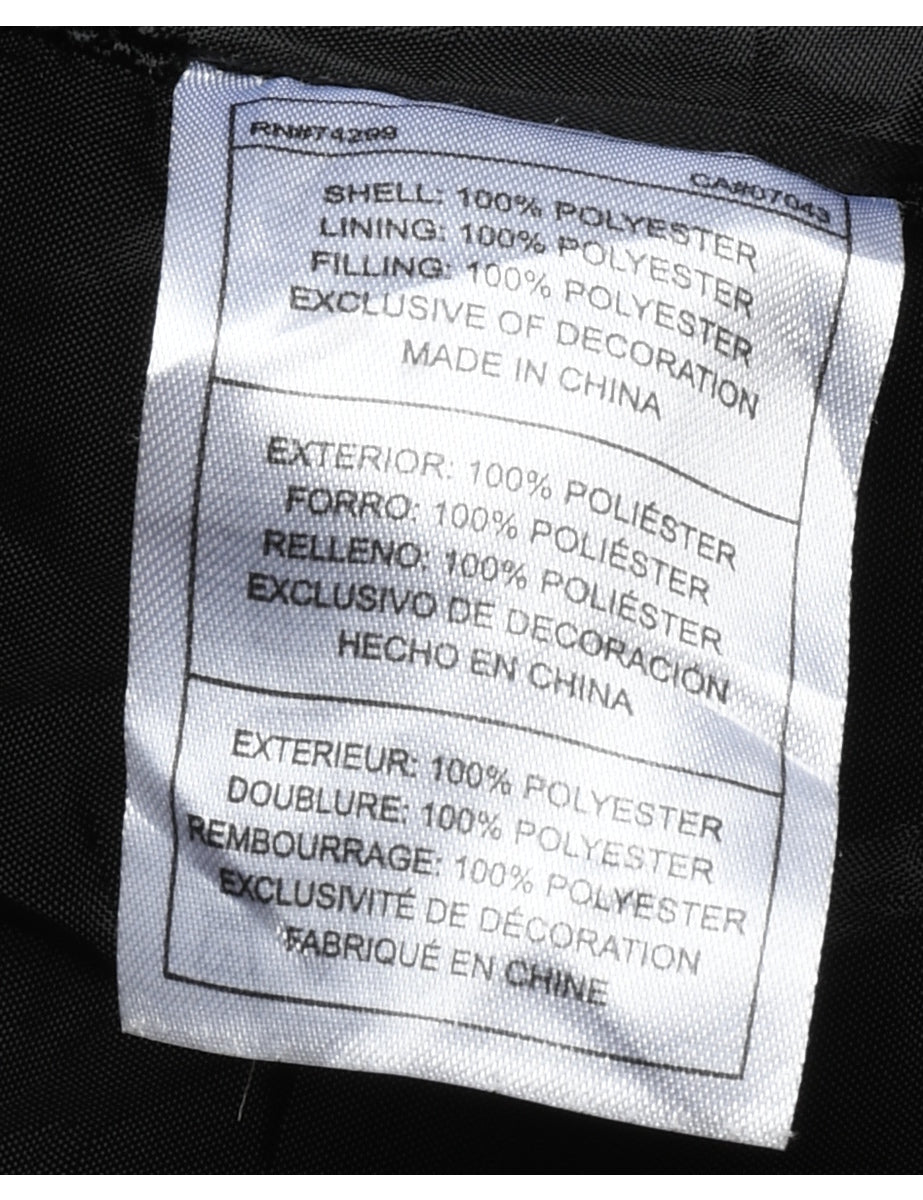 RN#74299
CA#07043
SHELL: 100% POLYESTER
LINING: 100% POLYESTER
FILLING: 100% POLYESTER
EXCLUSIVE OF DECORATION
MADE IN CHINA
EXTERIOR: 100% POLIÉSTER
FORRO: 100% POLIÉSTER
RELLENO: 100% POLIÉSTER
EXCLUSIVO DE DECORACIÓN
HECHO EN CHINA
EXTERIEUR: 100% POLYESTER
DOUBLURE: 100% POLYESTER
REMBOURRAGE: 100% POLYESTER
EXCLUSIVITÉ DE DÉCORATION
FABRIQUÉ EN CHINE